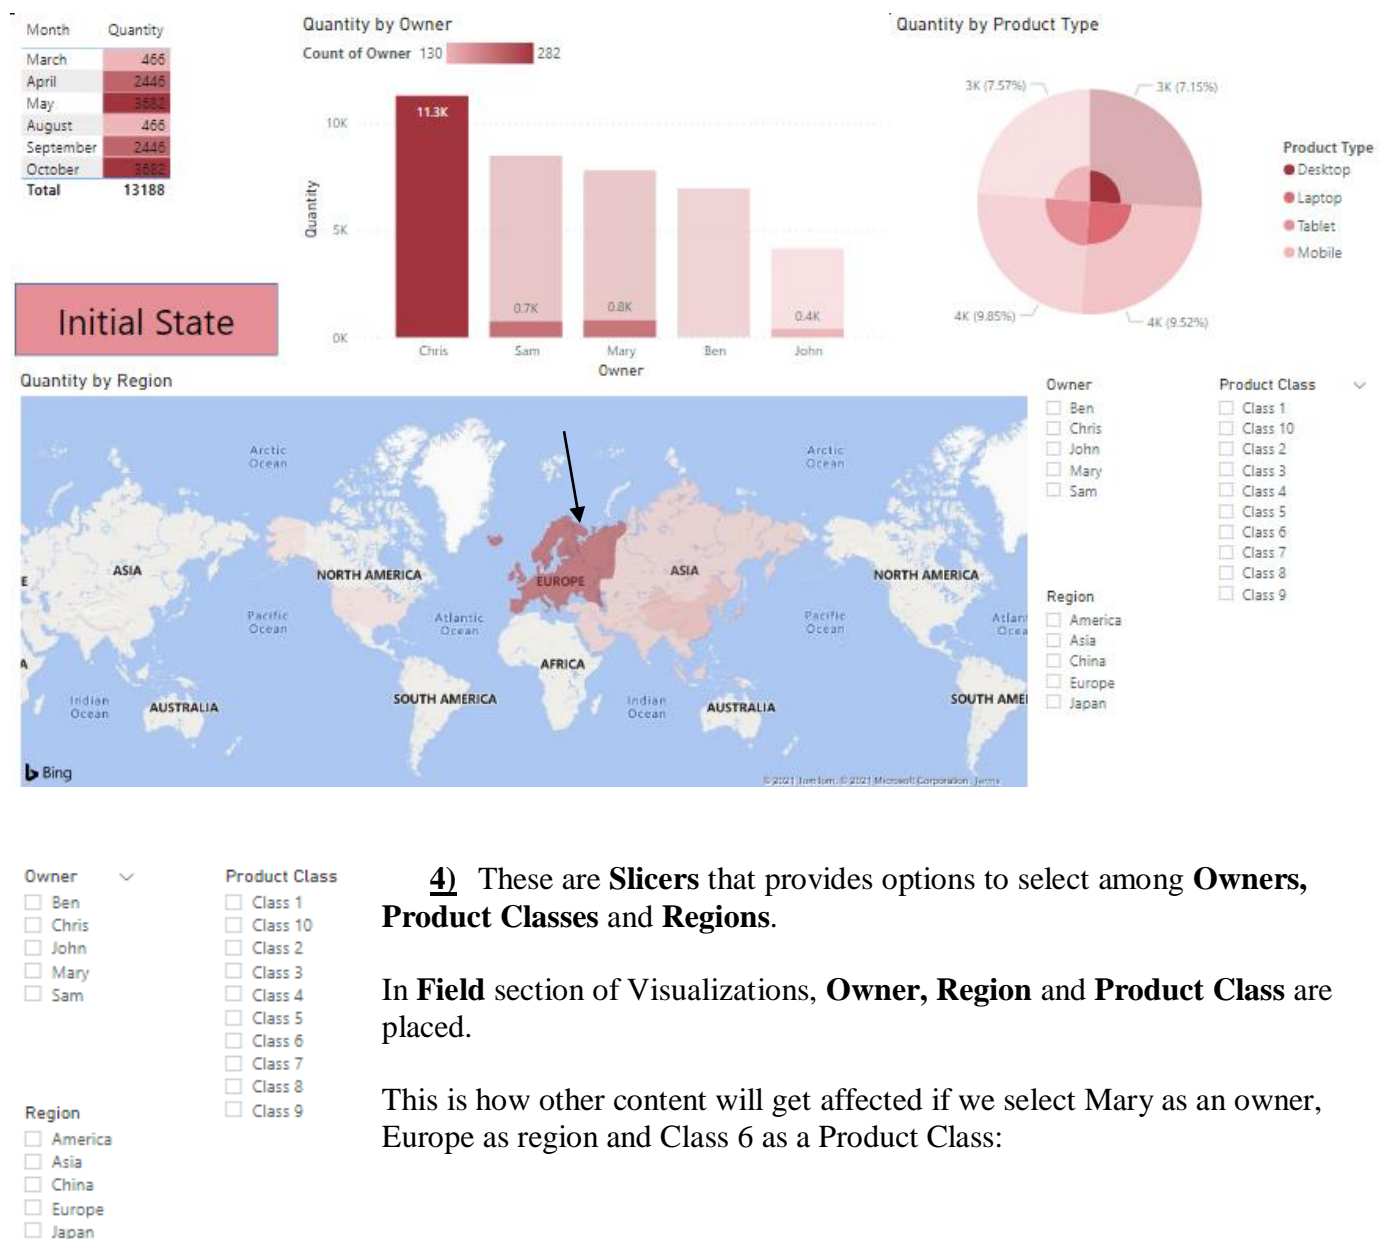 Month Quantity
March 466
April 2446
May 3682
August 466
September 2446
October 3682
Total 13188
Quantity by Owner
Count of Owner 130 282
Quantity
10K
5K
0K
11.3K
0.7K
0.8K
0.4K
Chris Sam Mary Ben John
Owner
Quantity by Product Type
3K (7.57%)
3K (7.15%)
4K (9.85%)
4K (9.52%)
Product Type
Desktop
Laptop
Tablet
Mobile
Initial State
Quantity by Region
Arctic
Ocean
Arctic
Ocean
E
ASIA
NORTH AMERICA
EUROPE
ASIA
NORTH AMERICA
Pacific
Ocean
Atlantic
Ocean
Pacific
Ocean
Atlan
Ocea
A
AFRICA
Indian
Ocean
AUSTRALIA
SOUTH AMERICA
Indian
Ocean
AUSTRALIA
SOUTH AME
Bing
© 2021 TomTom, © 2021 Microsoft Corporation Terms
Owner
Ben
Chris
John
Mary
Sam
Region
America
Asia
China
Europe
Japan
Product Class
Class 1
Class 10
Class 2
Class 3
Class 4
Class 5
Class 6
Class 7
Class 8
Class 9
Owner
Ben
Chris
John
Mary
Sam
Region
America
Asia
China
Europe
Japan
Product Class
Class 1
Class 10
Class 2
Class 3
Class 4
Class 5
Class 6
Class 7
Class 8
Class 9
4) These are Slicers that provides options to select among Owners,
Product Classes and Regions.
In Field section of Visualizations, Owner, Region and Product Class are
placed.
This is how other content will get affected if we select Mary as an owner,
Europe as region and Class 6 as a Product Class: